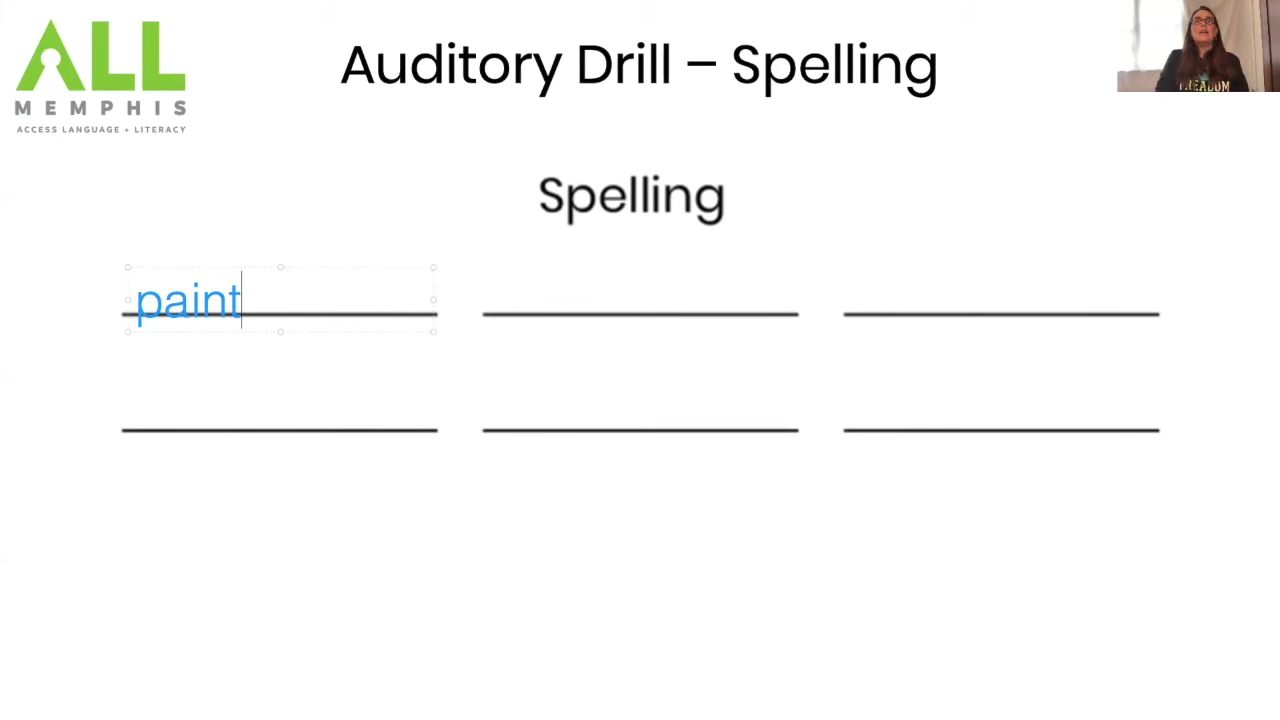 ALL
MEMPHIS
ACCESS LANGUAGE + LITERACY
Auditory Drill – Spelling
Spelling
paint